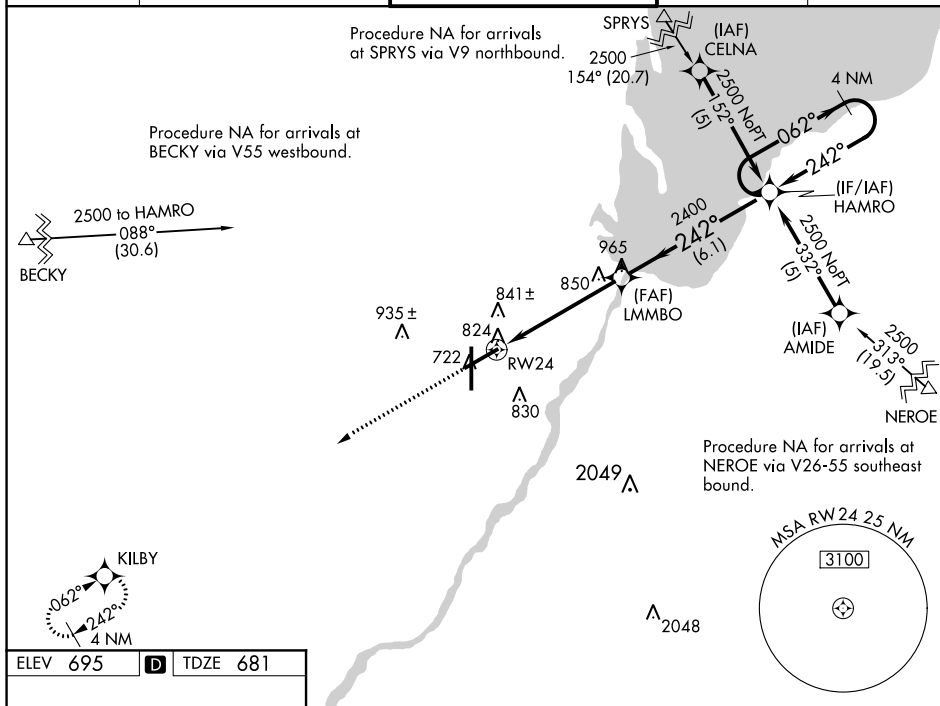 Procedure NA for arrivals
at SPRYS via V9 northbound.
SPRYS
2500
154° (20.7)
(IAF)
CELNA
2500 NoPT
152°
(5)
4 NM
062°
242°
(IF/IAF)
HAMRO
Procedure NA for arrivals at
BECKY via V55 westbound.
2500 to HAMRO
088°
(30.6)
BECKY
2400
242°
(6.1)
2500 NoPT
332°
(5)
965
850
(FAF)
LMMBO
841±
935±
824
722
RW24
830
(IAF)
AMIDE
2500
313°
(19.5)
NEROE
Procedure NA for arrivals at
NEROE via V26-55 southeast
bound.
2049
MSA RW24 25 NM
3100
2048
KILBY
062°
242°
4 NM
ELEV 695
D
TDZE 681